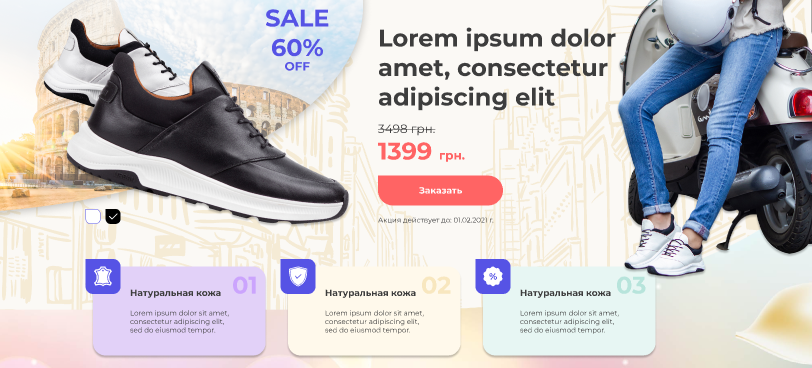 SALE
60%
OFF
Lorem ipsum dolor
amet, consectetur
adipiscing elit
3498 грн.
1399 грн.
Заказать
Акция действует до: 01.02.2021 г.
01
Натуральная кожа
Lorem ipsum dolor sit amet,
consectetur adipiscing elit,
sed do eiusmod tempor.
02
Натуральная кожа
Lorem ipsum dolor sit amet,
consectetur adipiscing elit,
sed do eiusmod tempor.
%
03
Натуральная кожа
Lorem ipsum dolor sit amet,
consectetur adipiscing elit,
sed do eiusmod tempor.